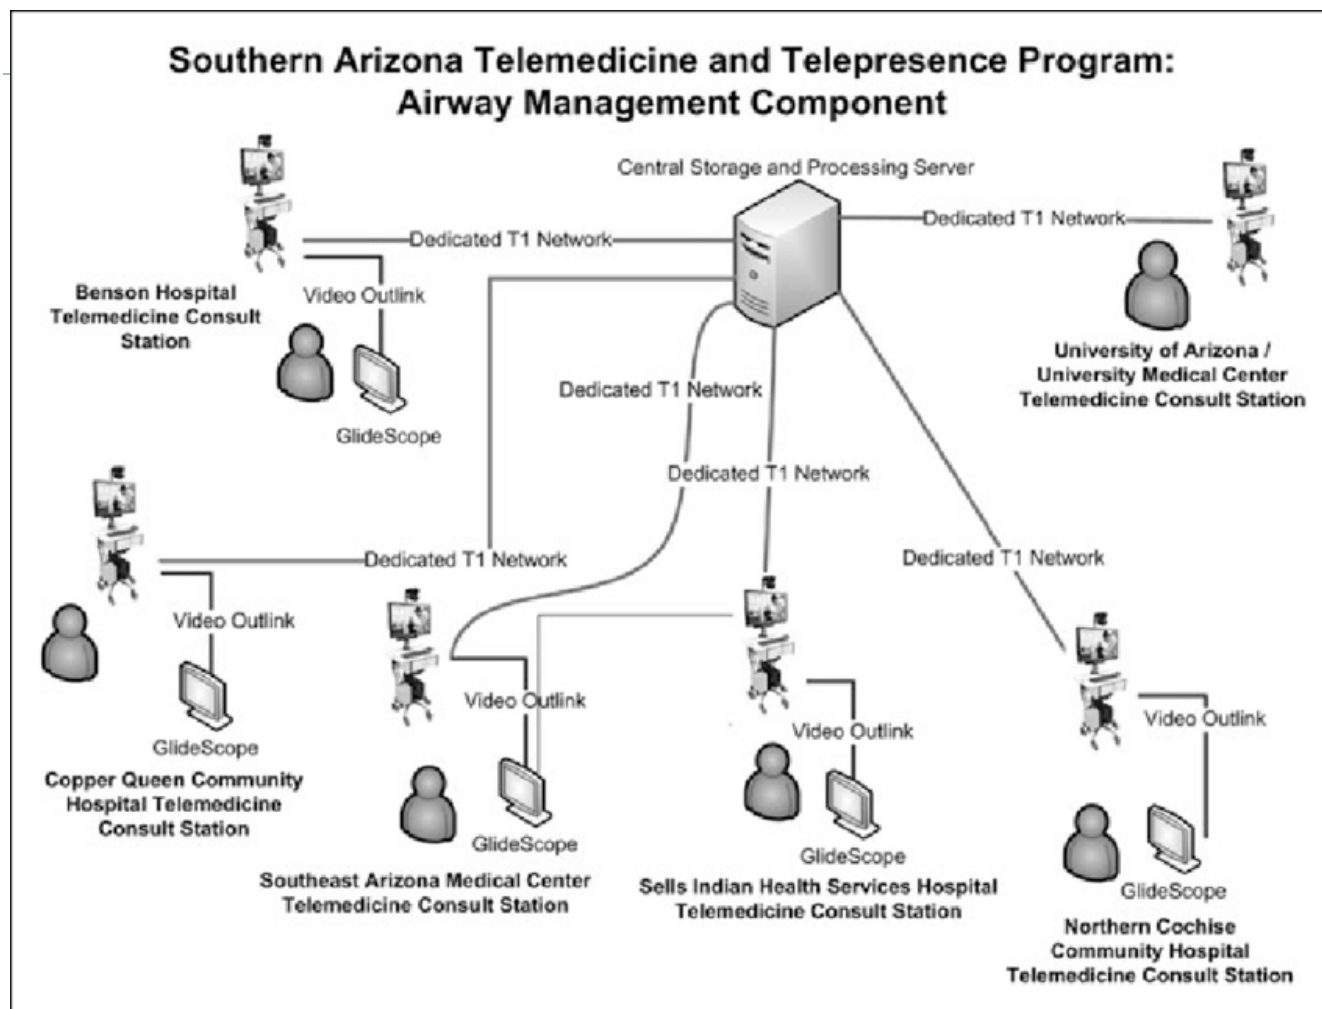 Southern Arizona Telemedicine and Telepresence Program:
Airway Management Component
Central Storage and Processing Server
Dedicated T1 Network
Dedicated T1 Network
Benson Hospital
Telemedicine Consult
Station
Video Outlink
GlideScope
University of Arizona /
University Medical Center
Telemedicine Consult Station
Dedicated T1 Network
Dedicated T1 Network
Dedicated T1 Network
Dedicated T1 Network
Video Outlink
GlideScope
Copper Queen Community
Hospital Telemedicine
Consult Station
Video Outlink
GlideScope
Southeast Arizona Medical Center
Telemedicine Consult Station
Video Outlink
GlideScope
Sells Indian Health Services Hospital
Telemedicine Consult Station
Video Outlink
GlideScope
Northern Cochise
Community Hospital
Telemedicine Consult Station